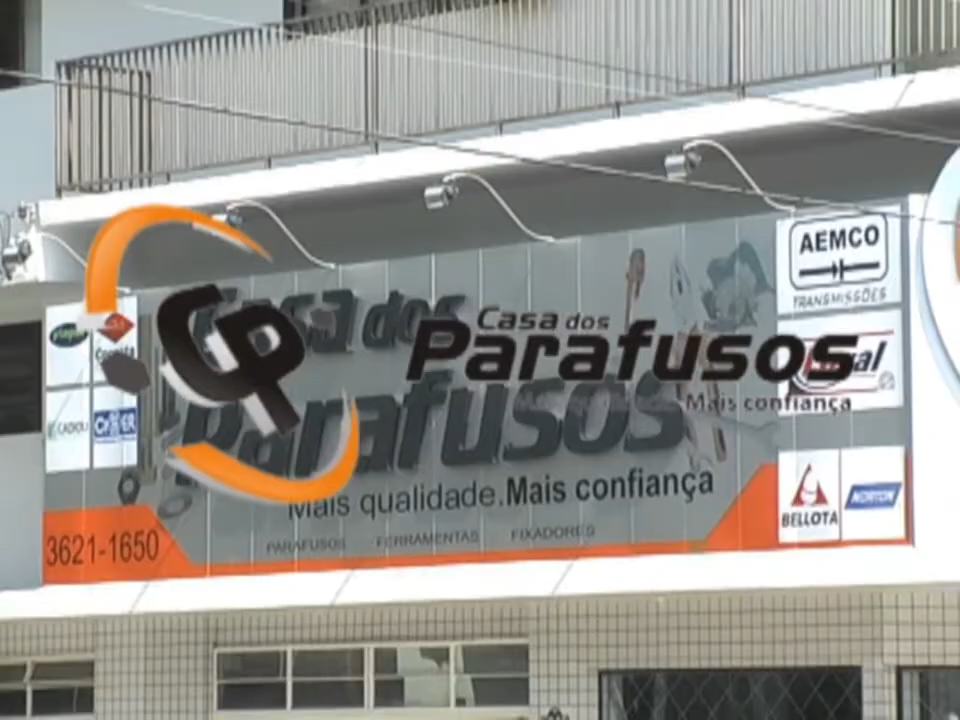 AEMCO
TRANSMISSÕES
Casa dos
Parafusos
Mais confiança
CP
Casa dos
Parafusos
Mais qualidade.Mais confiança
PARAFUSOS FERRAMENTAS FIXADORES
3621-1650
BELLOTA
NORTON